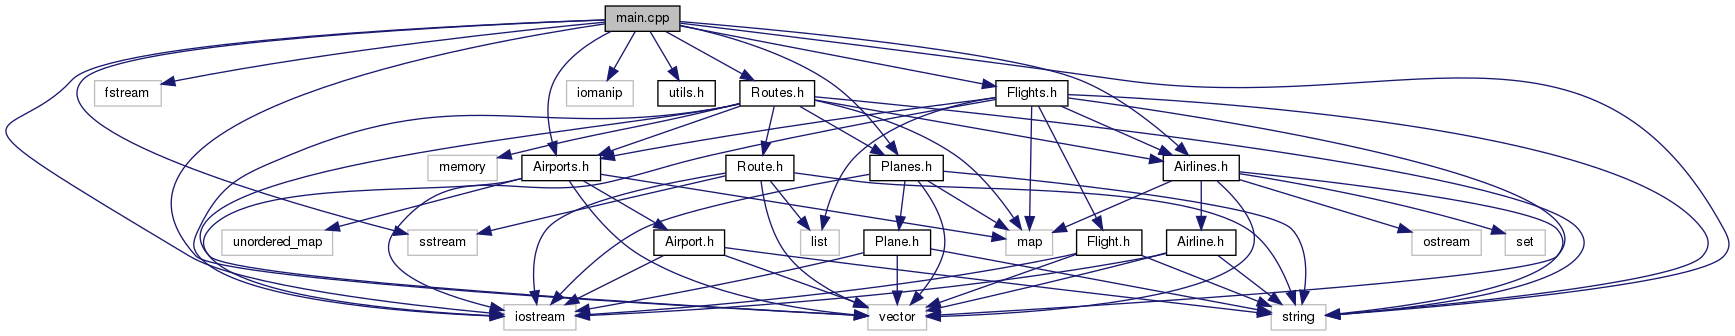 main.cpp
fstream
iomanip
utils.h
Routes.h
Flights.h
memory
Airports.h
Route.h
Planes.h
Airlines.h
unordered_map
sstream
Airport.h
list
Plane.h
map
Flight.h
Airline.h
ostream
set
iostream
vector
string